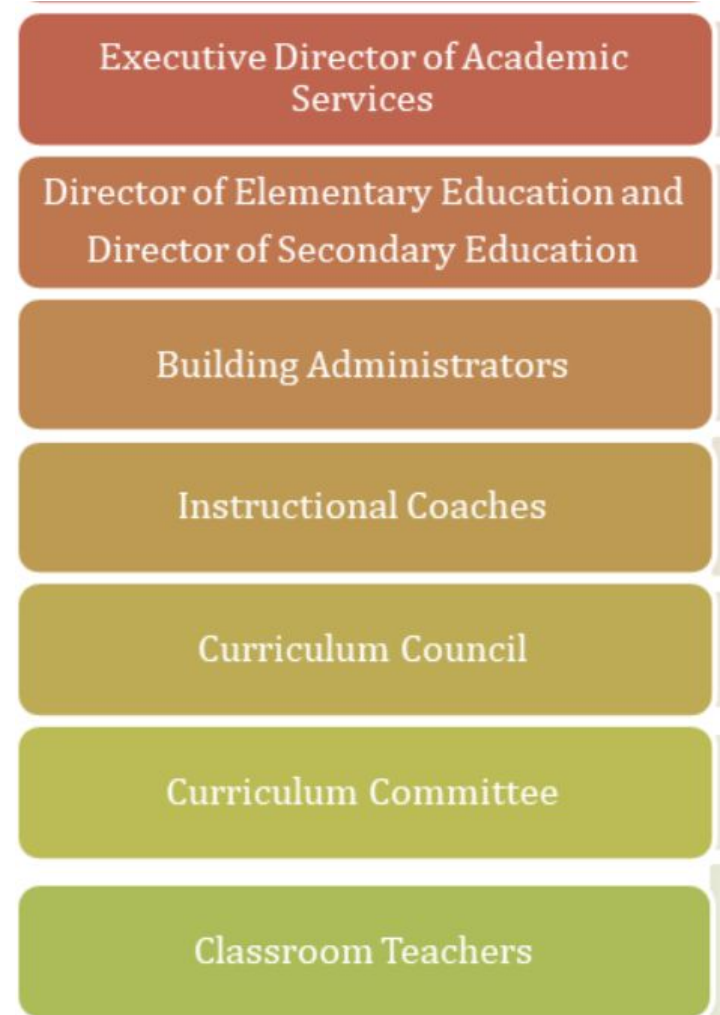 Executive Director of Academic
Services
Director of Elementary Education and
Director of Secondary Education
Building Administrators
Instructional Coaches
Curriculum Council
Curriculum Committee
Classroom Teachers